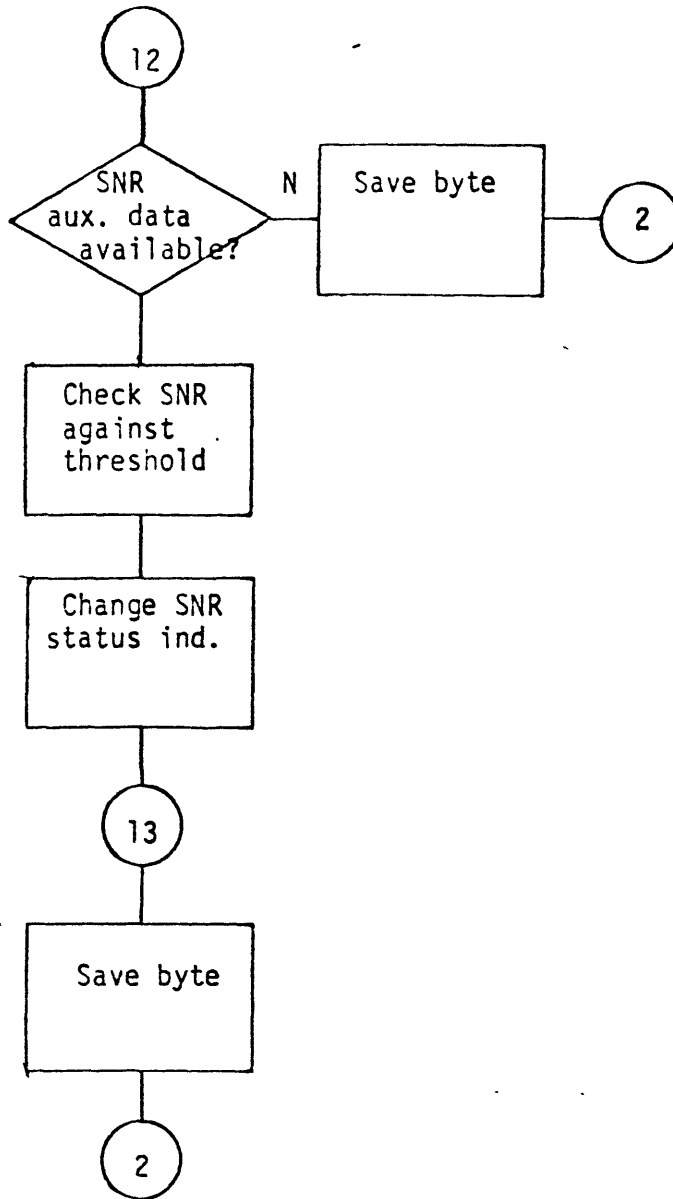 12
SNR
aux. data
available?
N
Save byte
2
Check SNR
against
threshold
Change SNR
status ind.
13
Save byte
2